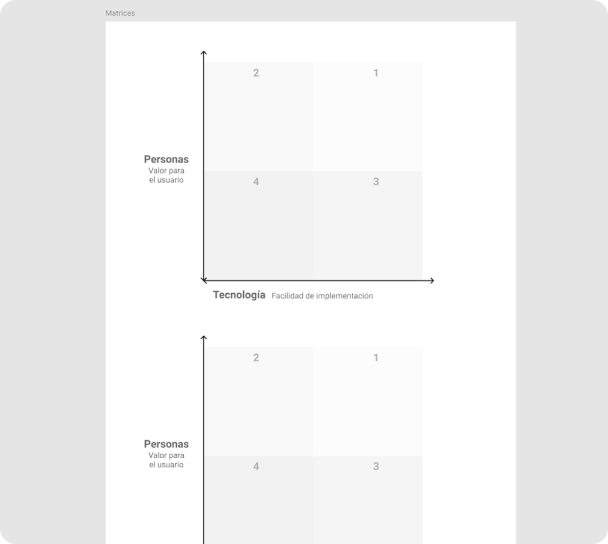 Matrices
2
1
Personas
Valor para
el usuario
4
3
Tecnología Facilidad de implementación
2
1
Personas
Valor para
el usuario
4
3